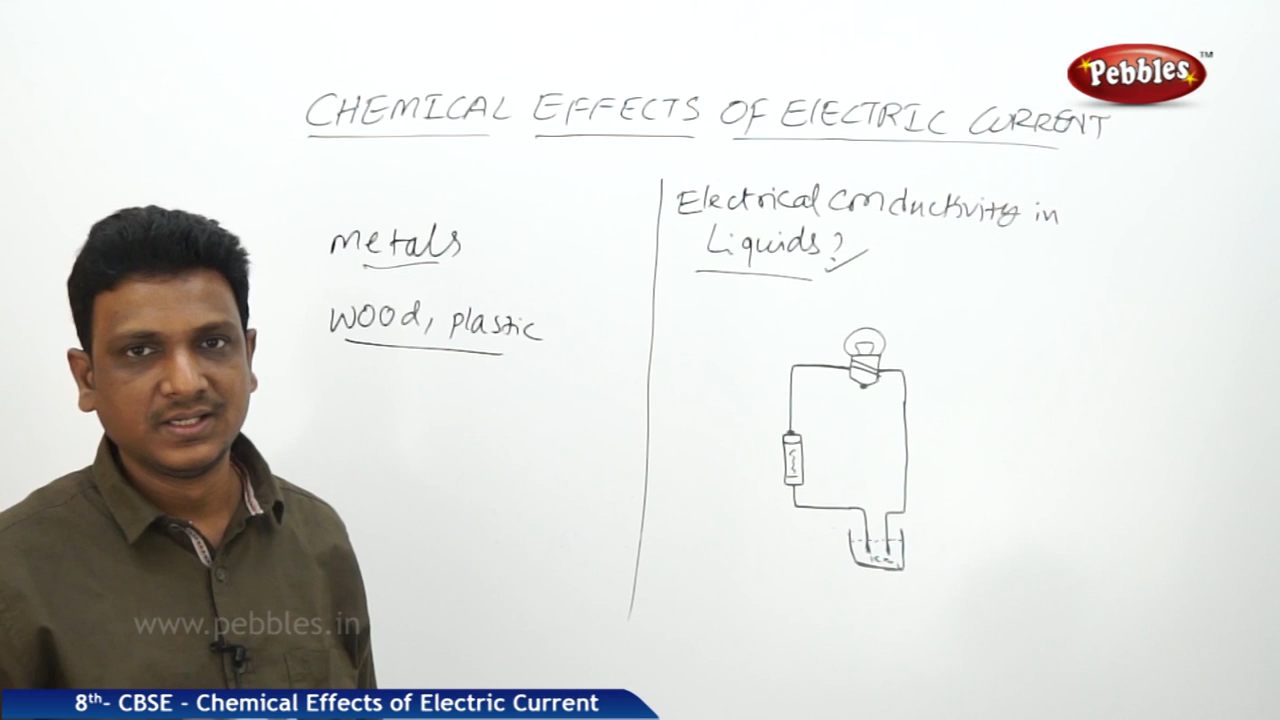 Pebbles TM
CHEMICAL EFFECTS OF ELECTRIC CURRENT
metals
wood, plastic
Electrical conductivity in
Liquids?
www.pebbles.in
8th- CBSE - Chemical Effects of Electric Current